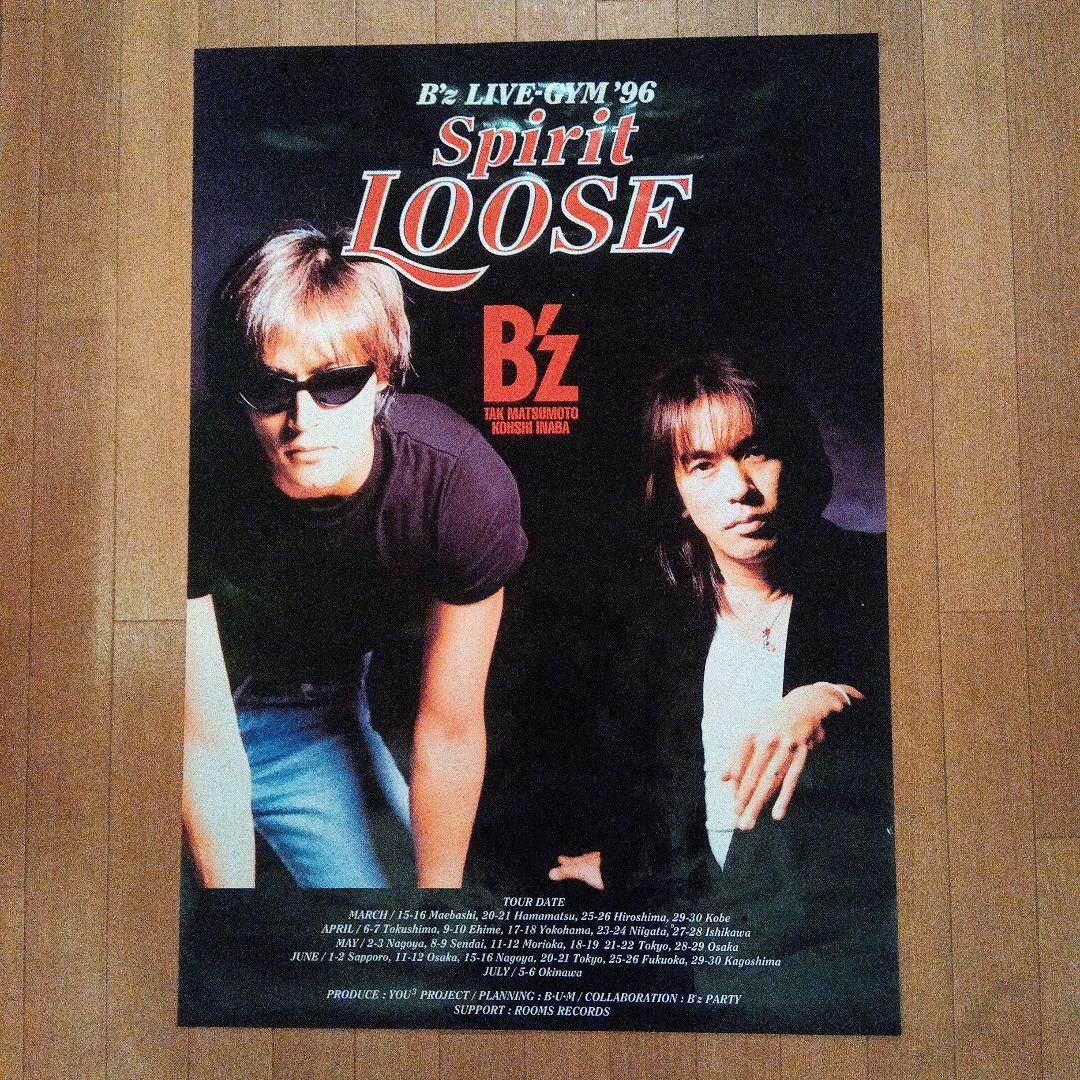 B'z LIVE-GYM '96
Spirit
LOOSE
B'z
TAK MATSUMOTO
KOHSHI INABA
TOUR DATE
MARCH / 15-16 Maebashi, 20-21 Hamamatsu, 25-26 Hiroshima, 29-30 Kobe
APRIL / 6-7 Tokushima, 9-10 Ehime, 17-18 Yokohama, 23-24 Niigata, 27-28 Ishikawa
MAY / 2-3 Nagoya, 8-9 Sendai, 11-12 Morioka, 18-19 21-22 Tokyo, 28-29 Osaka
JUNE / 1-2 Sapporo, 11-12 Osaka, 15-16 Nagoya, 20-21 Tokyo, 25-26 Fukuoka, 29-30 Kagoshima
JULY / 5-6 Okinawa
PRODUCE : YOU³ PROJECT / PLANNING : B·U·M / COLLABORATION : B'z PARTY
SUPPORT : ROOMS RECORDS